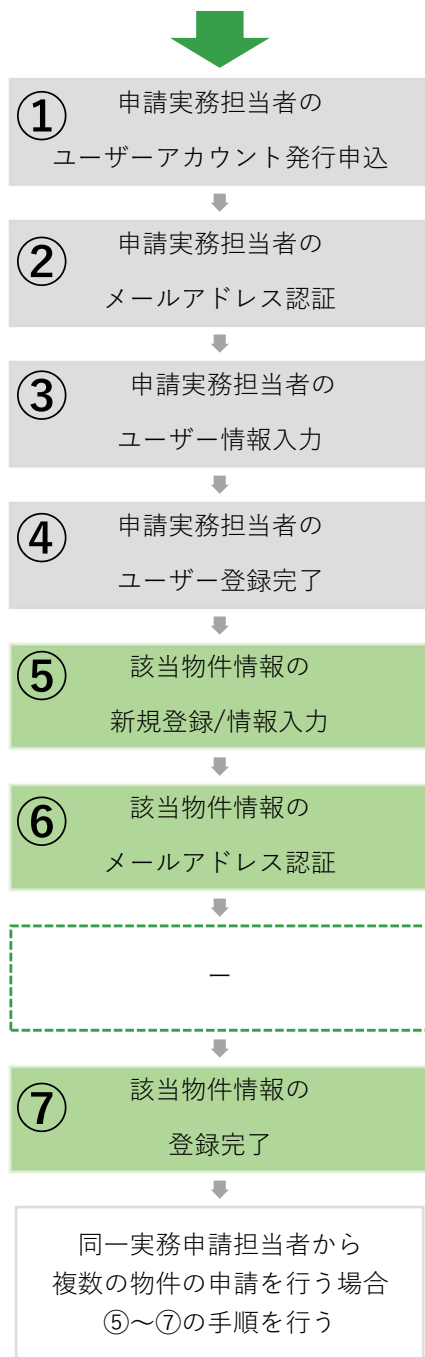 ①
申請実務担当者の
ユーザーアカウント発行申込
②
申請実務担当者の
メールアドレス認証
③
申請実務担当者の
ユーザー情報入力
④
申請実務担当者の
ユーザー登録完了
⑤
該当物件情報の
新規登録/情報入力
⑥
該当物件情報の
メールアドレス認証
ー
⑦
該当物件情報の
登録完了
同一実務申請担当者から
複数の物件の申請を行う場合
⑤～⑦の手順を行う